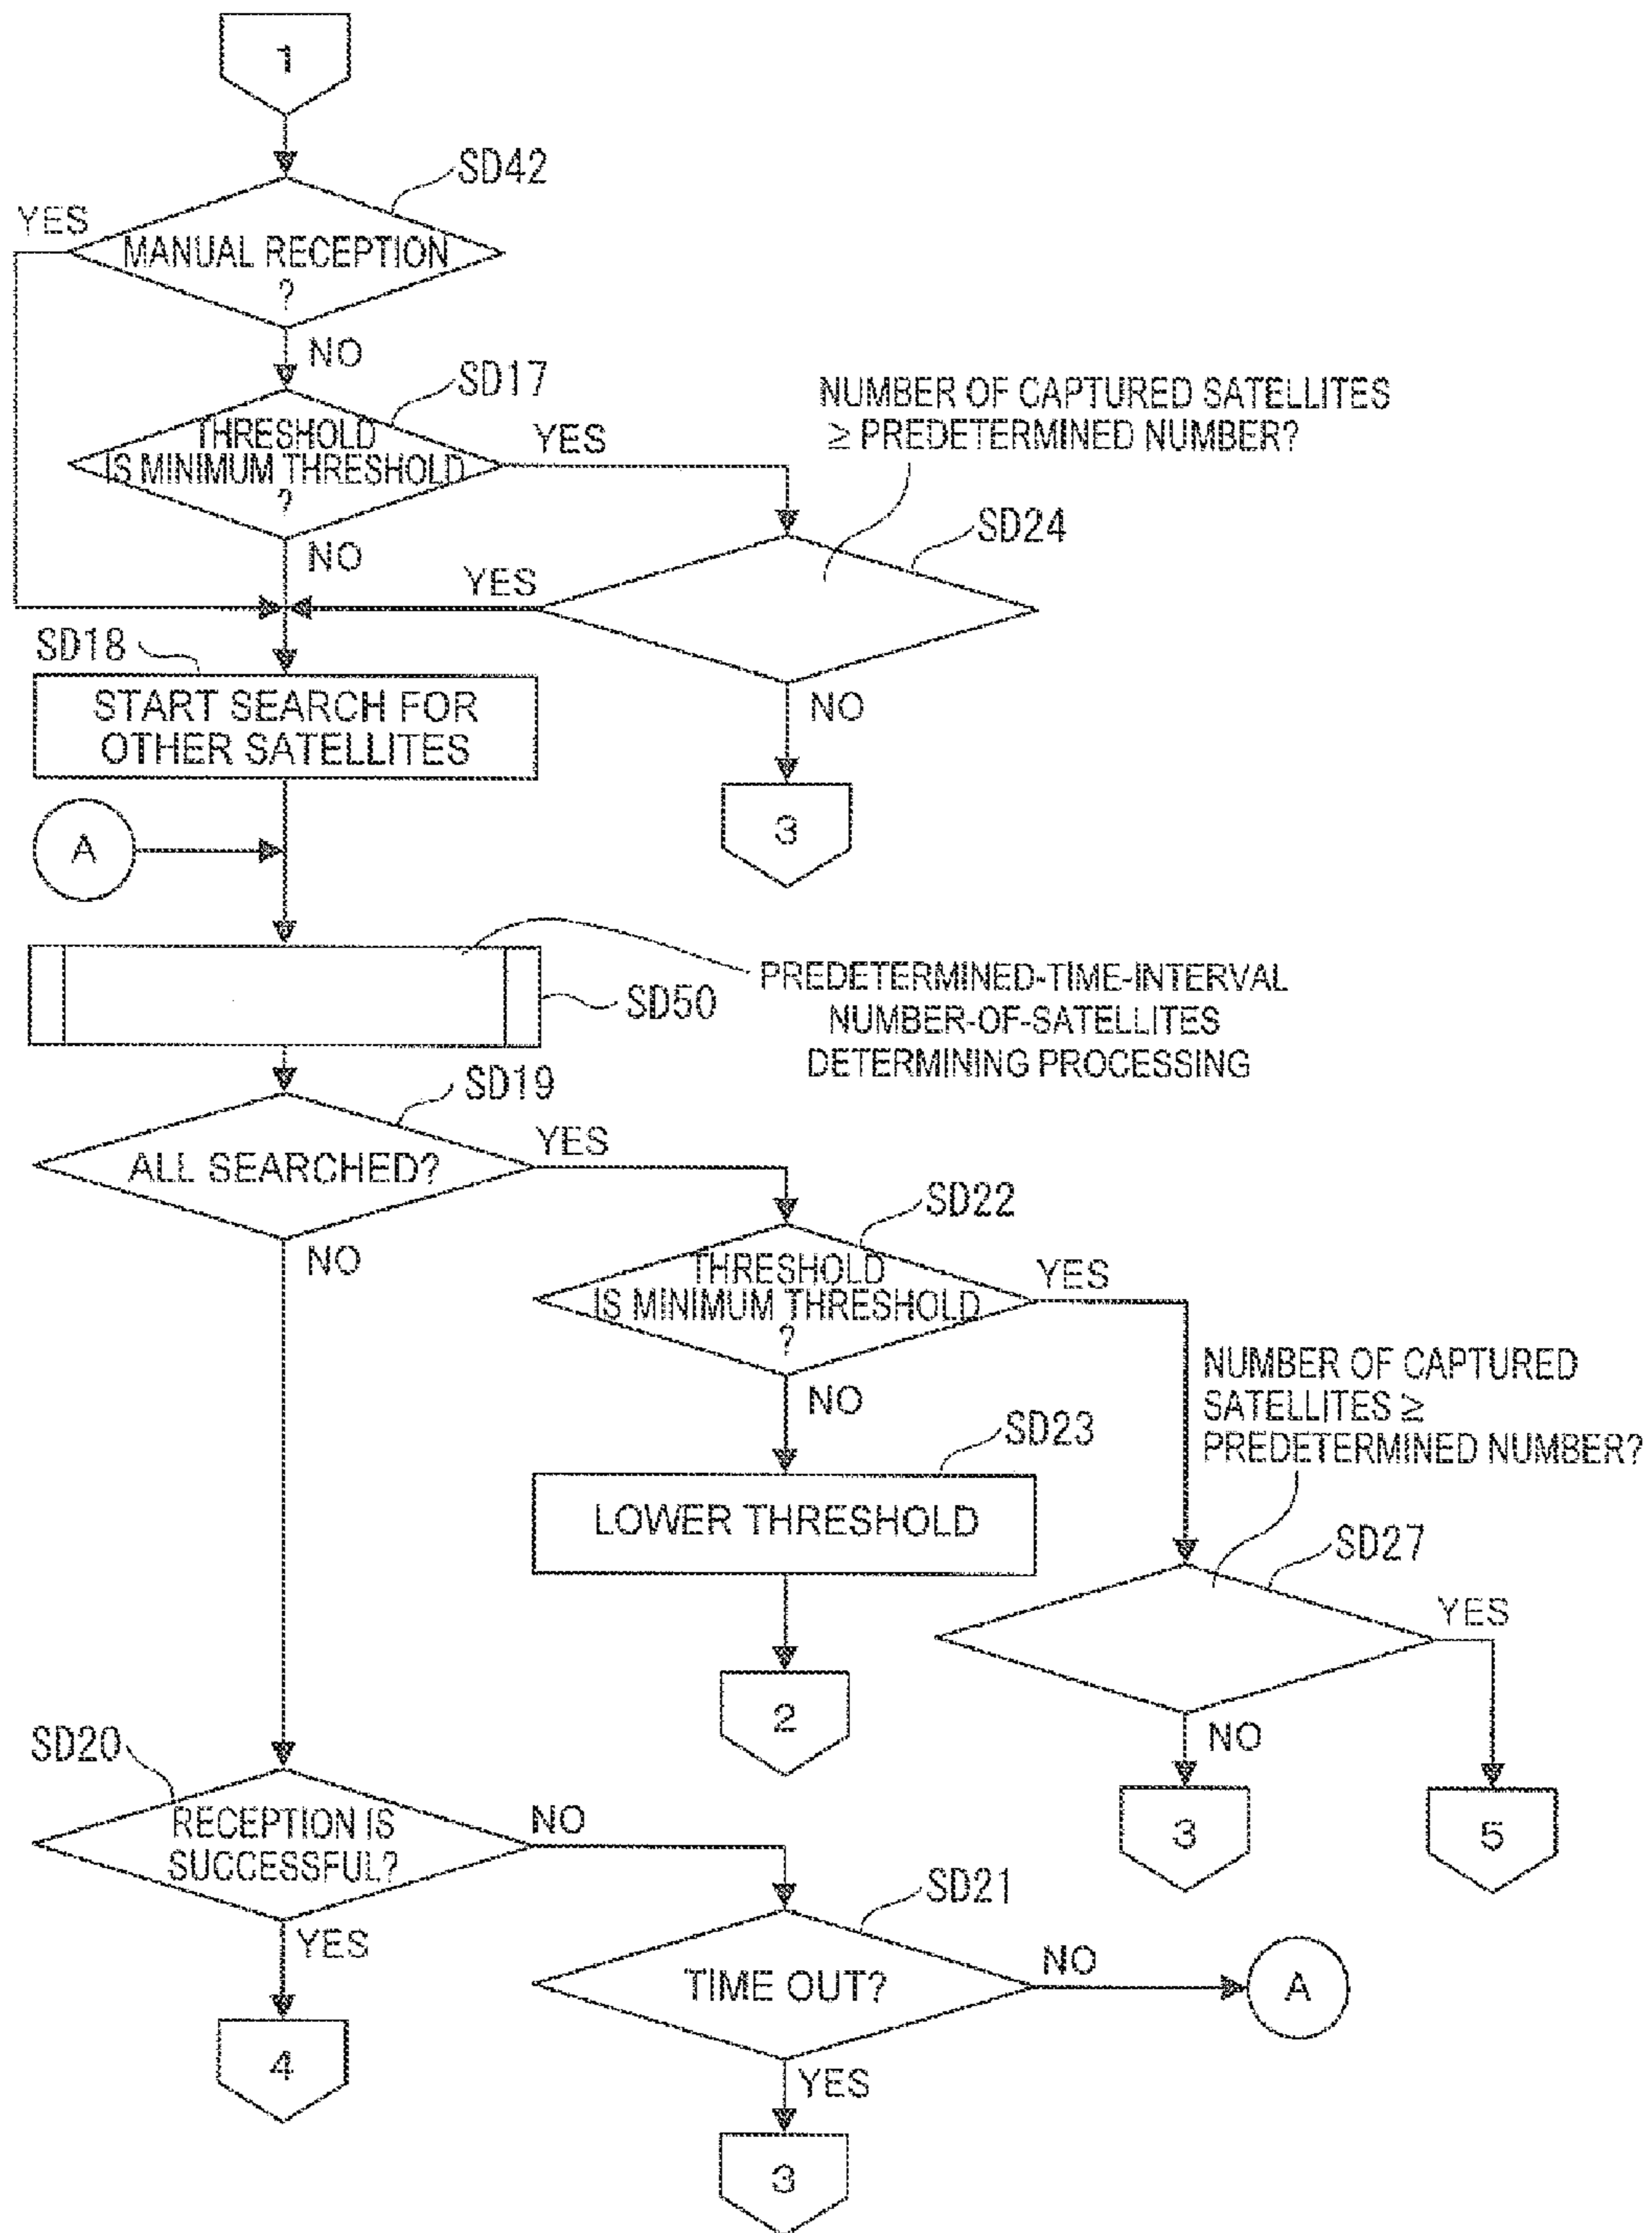 1
SD42
YES
MANUAL RECEPTION
?
NO
SD17
THRESHOLD
IS MINIMUM THRESHOLD
?
YES
NUMBER OF CAPTURED SATELLITES
≥ PREDETERMINED NUMBER?
NO
YES
SD24
SD18
START SEARCH FOR
OTHER SATELLITES
NO
3
A
PREDETERMINED-TIME-INTERVAL
NUMBER-OF-SATELLITES
DETERMINING PROCESSING
SD50
SD19
ALL SEARCHED?
YES
NO
SD22
THRESHOLD
IS MINIMUM THRESHOLD
?
YES
NO
NUMBER OF CAPTURED
SATELLITES ≥
PREDETERMINED NUMBER?
SD23
LOWER THRESHOLD
SD27
YES
2
NO
3
5
SD20
RECEPTION IS
SUCCESSFUL?
NO
YES
SD21
TIME OUT?
NO
A
4
YES
3